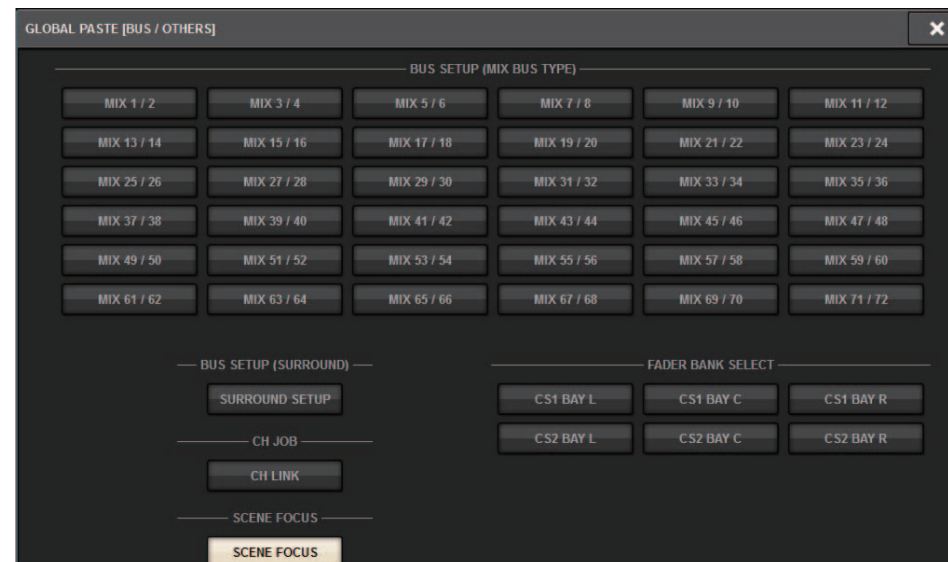 GLOBAL PASTE [BUS / OTHERS]
BUS SETUP (MIX BUS TYPE)
MIX 1 / 2 MIX 3 / 4 MIX 5 / 6 MIX 7 / 8 MIX 9 / 10 MIX 11 / 12
MIX 13 / 14 MIX 15 / 16 MIX 17 / 18 MIX 19 / 20 MIX 21 / 22 MIX 23 / 24
MIX 25 / 26 MIX 27 / 28 MIX 29 / 30 MIX 31 / 32 MIX 33 / 34 MIX 35 / 36
MIX 37 / 38 MIX 39 / 40 MIX 41 / 42 MIX 43 / 44 MIX 45 / 46 MIX 47 / 48
MIX 49 / 50 MIX 51 / 52 MIX 53 / 54 MIX 55 / 56 MIX 57 / 58 MIX 59 / 60
MIX 61 / 62 MIX 63 / 64 MIX 65 / 66 MIX 67 / 68 MIX 69 / 70 MIX 71 / 72
BUS SETUP (SURROUND)
SURROUND SETUP
CH JOB
CH LINK
SCENE FOCUS
SCENE FOCUS
FADER BANK SELECT
CS1 BAY L CS1 BAY C CS1 BAY R
CS2 BAY L CS2 BAY C CS2 BAY R